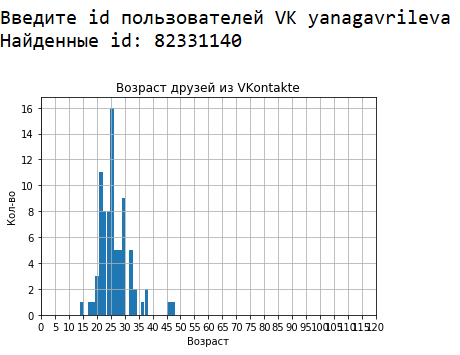 Введите id пользователей VK yanagavrileva
Найденные id: 82331140
Возраст друзей из VKontakte
16
14
12
10
8
6
4
2
0
Кол-во
0 5 10 15 20 25 30 35 40 45 50 55 60 65 70 75 80 85 90 95 100 105 110 115 120
Возраст